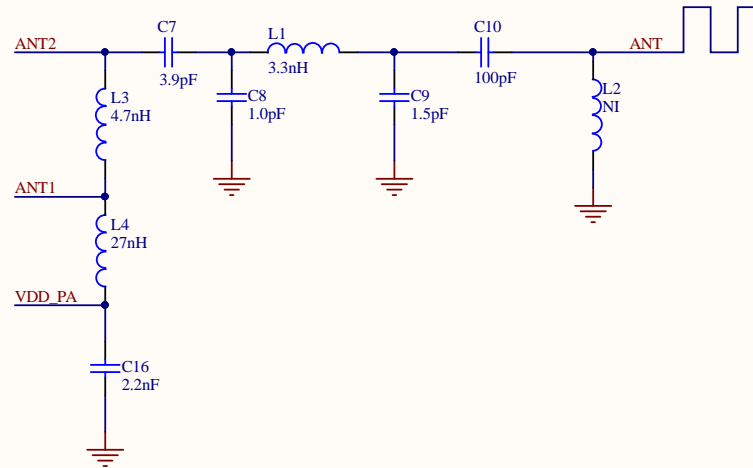 C7
L1
C10
ANT2
ANT
3.9pF
3.3nH
100pF
L3
4.7nH
C8
1.0pF
C9
1.5pF
L2
NI
ANT1
L4
27nH
VDD_PA
C16
2.2nF